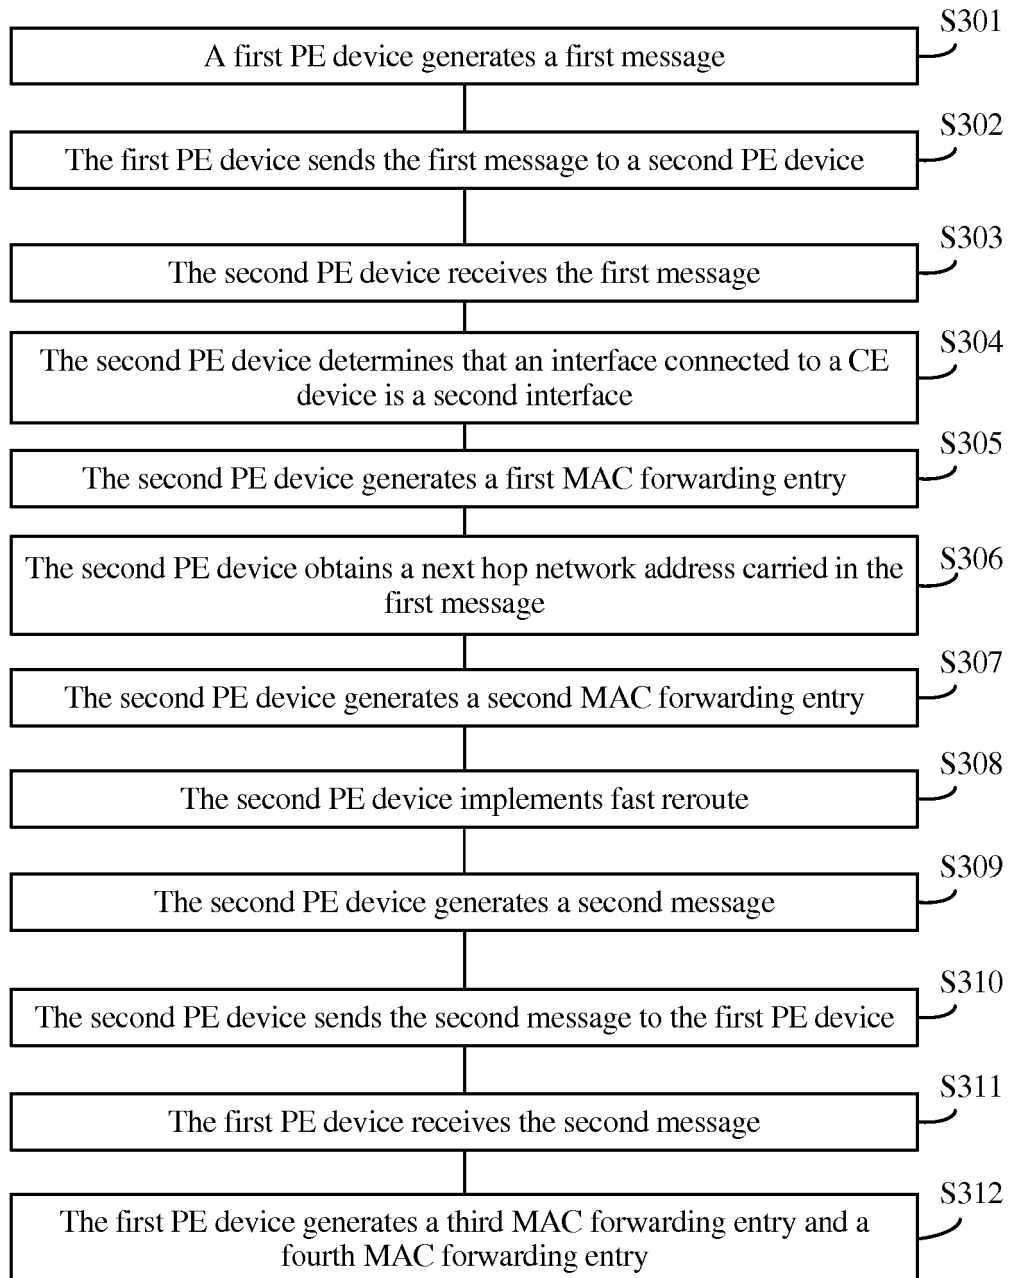 S301
A first PE device generates a first message
S302
The first PE device sends the first message to a second PE device
S303
The second PE device receives the first message
S304
The second PE device determines that an interface connected to a CE
device is a second interface
S305
The second PE device generates a first MAC forwarding entry
S306
The second PE device obtains a next hop network address carried in the
first message
S307
The second PE device generates a second MAC forwarding entry
S308
The second PE device implements fast reroute
S309
The second PE device generates a second message
S310
The second PE device sends the second message to the first PE device
S311
The first PE device receives the second message
S312
The first PE device generates a third MAC forwarding entry and a
fourth MAC forwarding entry